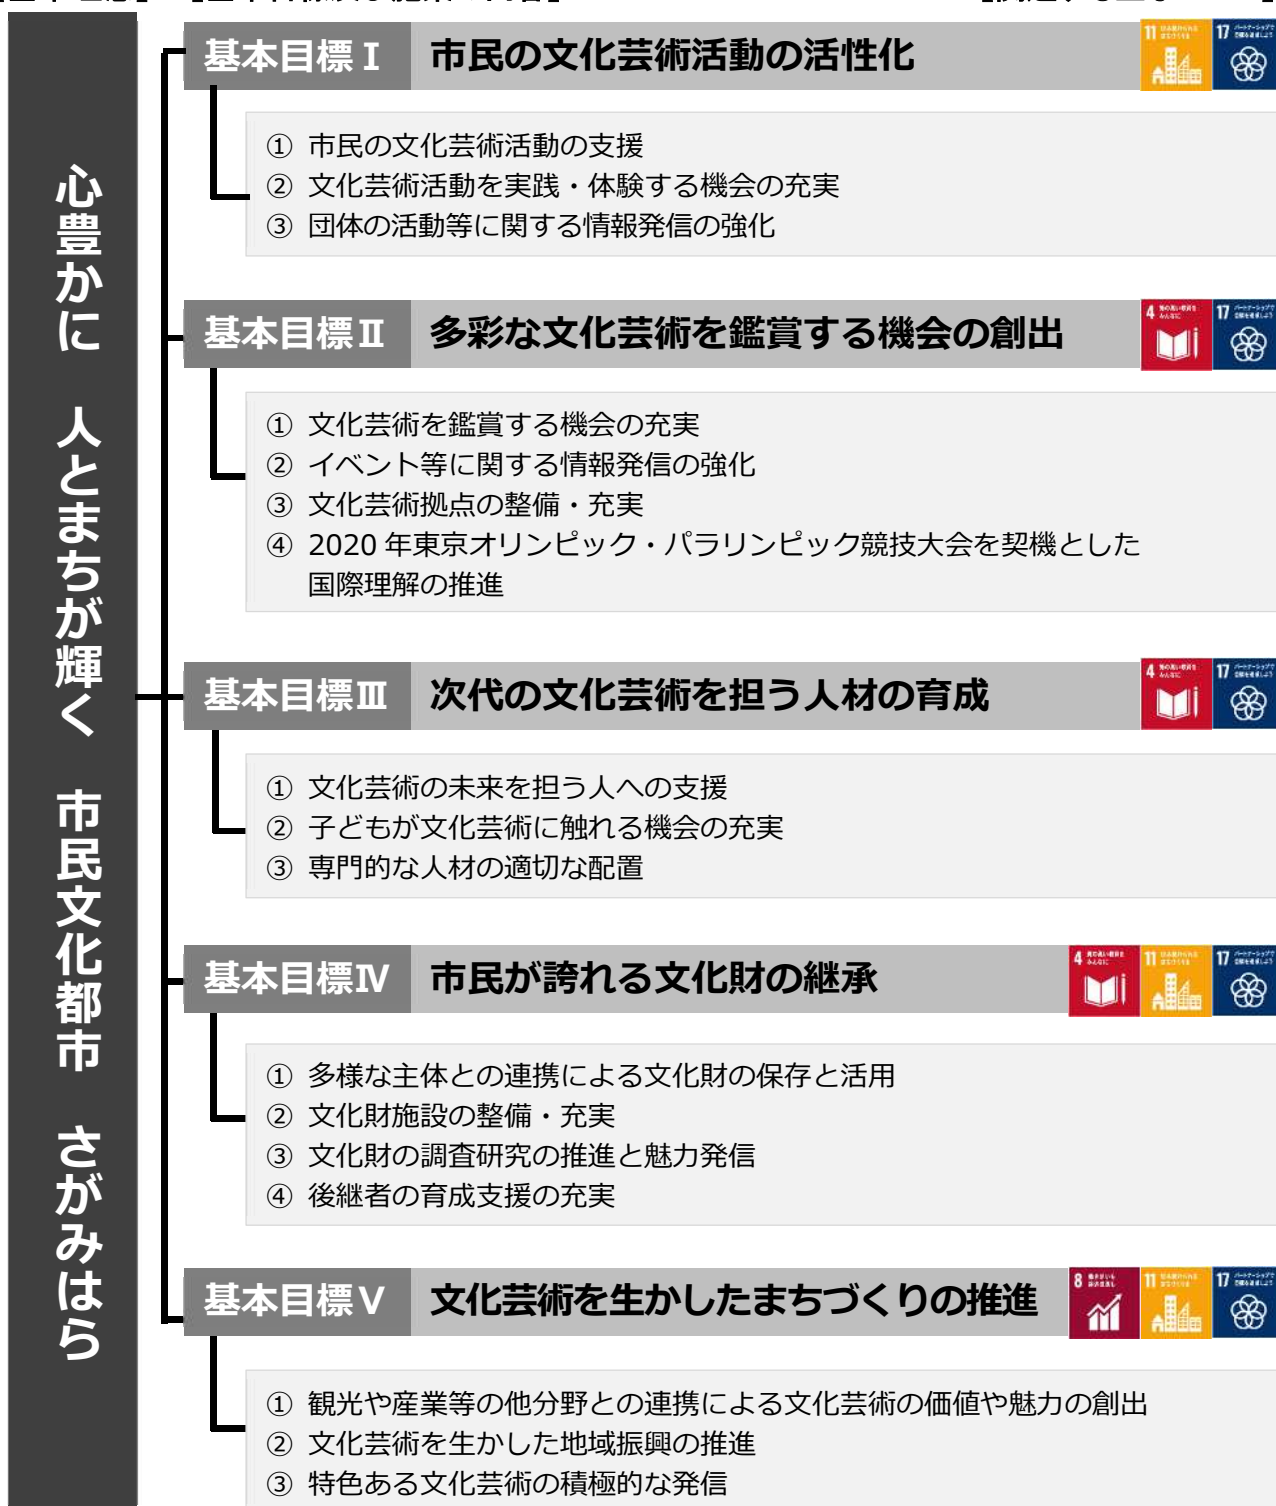 心豊かに 人とまちが輝く 市民文化都市 さがみはら
基本目標Ⅰ 市民の文化芸術活動の活性化
11
17
① 市民の文化芸術活動の支援
② 文化芸術活動を実践・体験する機会の充実
③ 団体の活動等に関する情報発信の強化
基本目標Ⅱ 多彩な文化芸術を鑑賞する機会の創出
4
17
① 文化芸術を鑑賞する機会の充実
② イベント等に関する情報発信の強化
③ 文化芸術拠点の整備・充実
④ 2020 年東京オリンピック・パラリンピック競技大会を契機とした
国際理解の推進
基本目標Ⅲ 次代の文化芸術を担う人材の育成
4
17
① 文化芸術の未来を担う人への支援
② 子どもが文化芸術に触れる機会の充実
③ 専門的な人材の適切な配置
基本目標Ⅳ 市民が誇れる文化財の継承
4
11
17
① 多様な主体との連携による文化財の保存と活用
② 文化財施設の整備・充実
③ 文化財の調査研究の推進と魅力発信
④ 後継者の育成支援の充実
基本目標Ⅴ 文化芸術を生かしたまちづくりの推進
8
11
17
① 観光や産業等の他分野との連携による文化芸術の価値や魅力の創出
② 文化芸術を生かした地域振興の推進
③ 特色ある文化芸術の積極的な発信